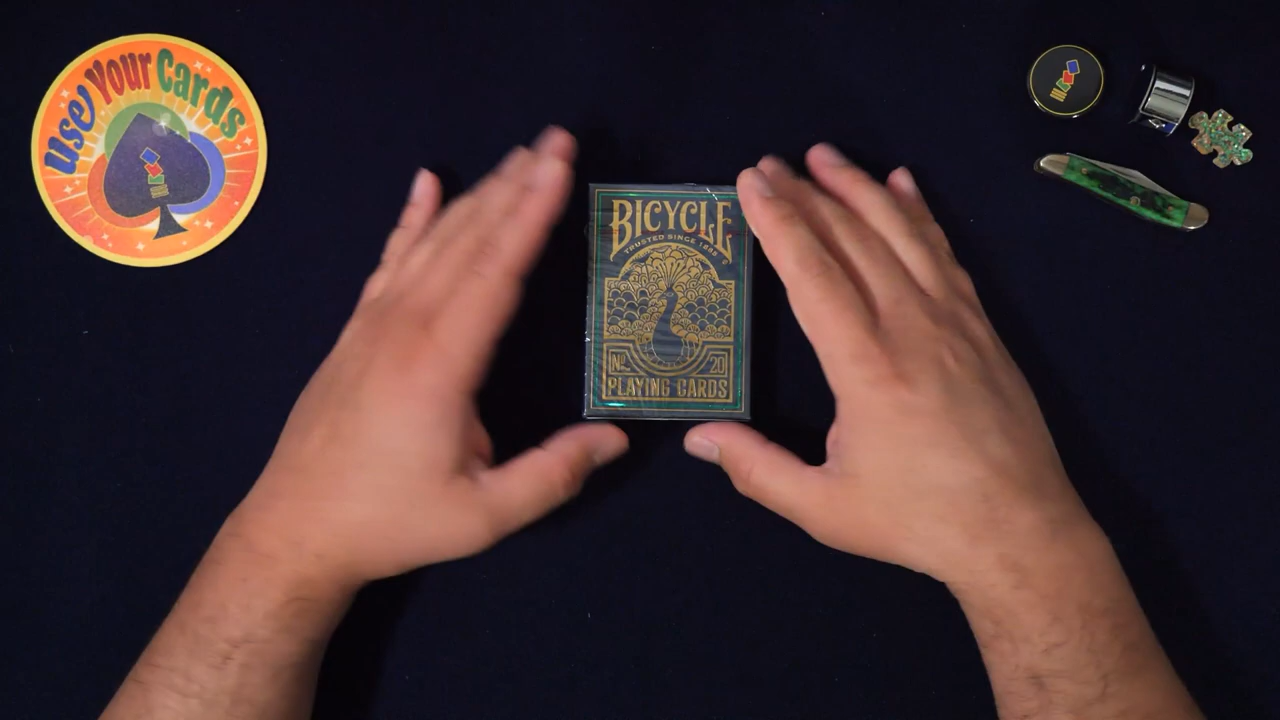 Use Your Cards
BICYCLE
TRUSTED SINCE 1885
Nº 20
PLAYING CARDS